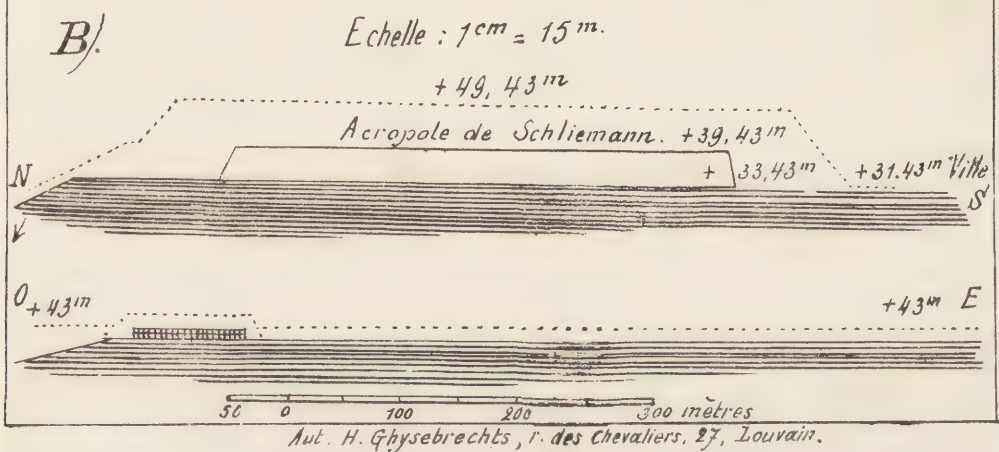 B).
Echelle : 1cm = 15m.
+ 49, 43m
Acropole de Schliemann. +39,43m
N + 33,43m +31.43m Ville
S
O +43m +43m E
50 0 100 200 300 mètres
Aut. H. Ghysebrechts, r. des Chevaliers, 27, Louvain.